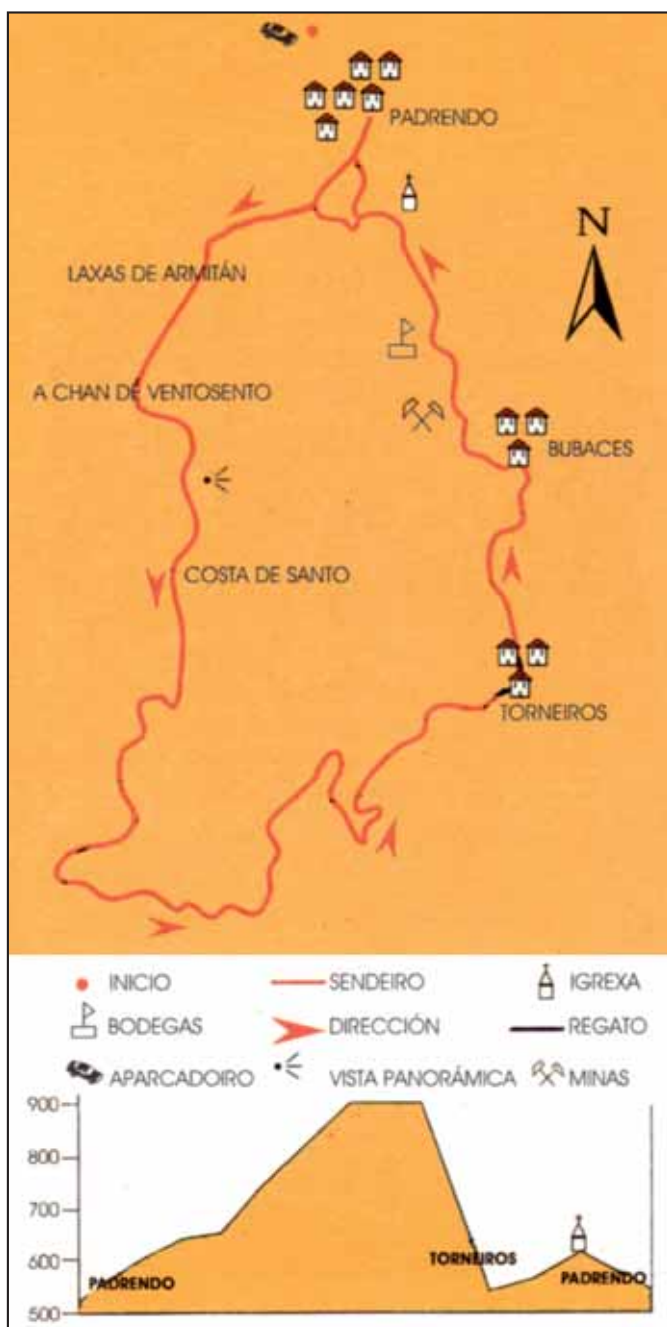 PADRENDO
N
LAXAS DE ARMITÁN
A CHAN DE VENTOSENTO
BUBACES
COSTA DE SANTO
TORNEIROS
INICIO SENDEIRO IGREXA
BODEGAS DIRECCIÓN REGATO
APARCADOIRO VISTA PANORÁMICA MINAS
900
800
700
600
500
PADRENDO
TORNEIROS
PADRENDO